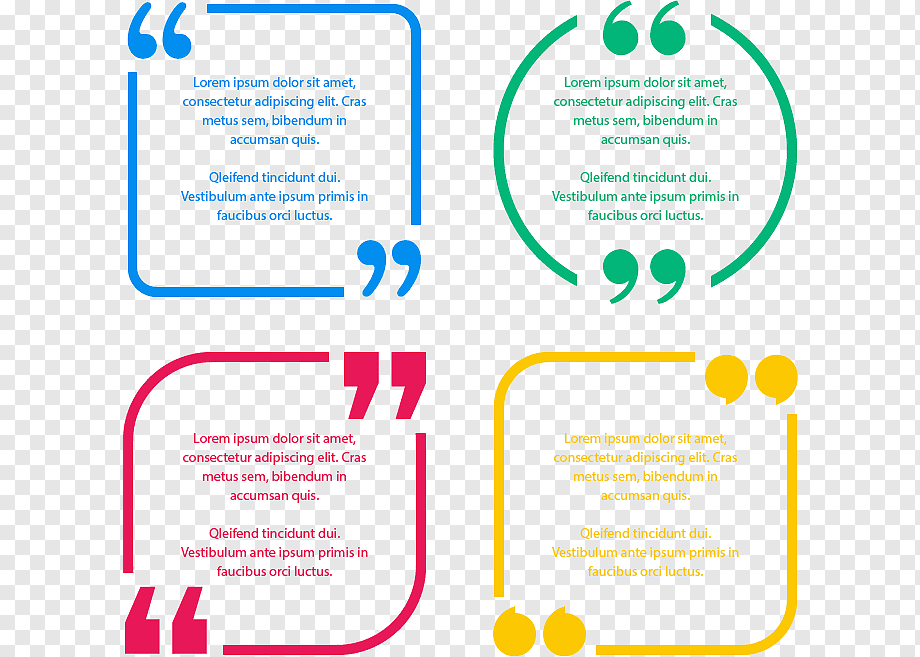 Lorem ipsum dolor sit amet,
consectetur adipiscing elit. Cras
metus sem, bibendum in
accumsan quis.
Qleifend tincidunt dui.
Vestibulum ante ipsum primis in
faucibus orci luctus.
Lorem ipsum dolor sit amet,
consectetur adipiscing elit. Cras
metus sem, bibendum in
accumsan quis.
Qleifend tincidunt dui.
Vestibulum ante ipsum primis in
faucibus orci luctus.
Lorem ipsum dolor sit amet,
consectetur adipiscing elit. Cras
metus sem, bibendum in
accumsan quis.
Qleifend tincidunt dui.
Vestibulum ante ipsum primis in
faucibus orci luctus.
Lorem ipsum dolor sit amet,
consectetur adipiscing elit. Cras
metus sem, bibendum in
accumsan quis.
Qleifend tincidunt dui.
Vestibulum ante ipsum primis in
faucibus orci luctus.